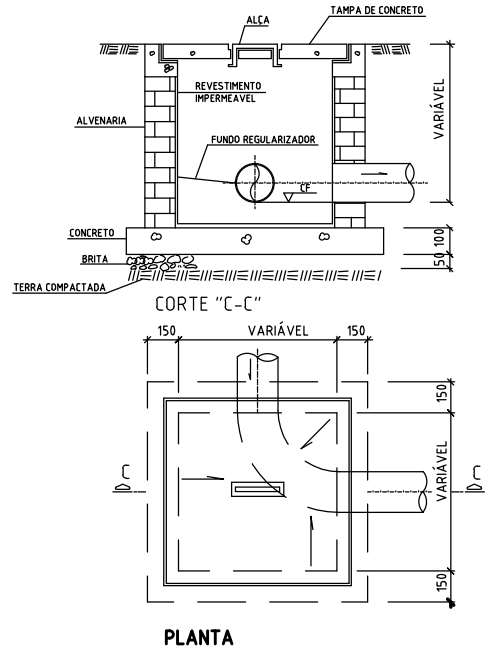 TAMPA DE CONCRETO
ALÇA
REVESTIMENTO
IMPERMEAVEL
VARIÁVEL
ALVENARIA
FUNDO REGULARIZADOR
CF
CONCRETO
100
BRITA
50
TERRA COMPACTADA
CORTE "C-C"
150
VARIÁVEL
150
150
C
VARIÁVEL
C
150
PLANTA